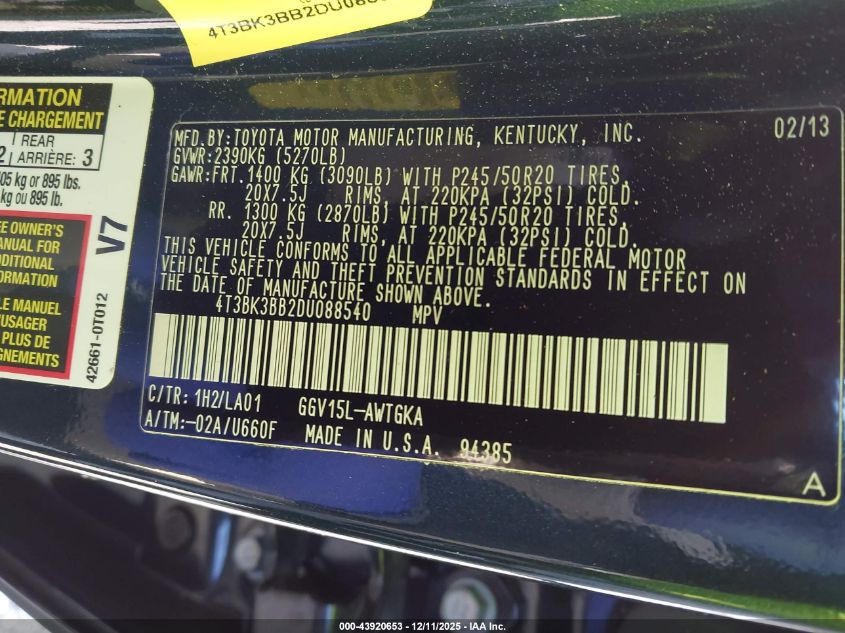 4T3BK3BB2DU088
RMATION
E CHARGEMENT
2
REAR
ARRIÈRE: 3
05 kg or 895 lbs.
kg ou 895 lb.
EE OWNER'S
ANUAL FOR
DDITIONAL
FORMATION
LE MANUEL
USAGER
PLUS DE
GNEMENTS
V7
42661-0T012
MFD.BY:TOYOTA MOTOR MANUFACTURING, KENTUCKY, INC. 02/13
GVWR:2390KG (5270LB)
GAWR:FRT. 1400 KG (3090LB) WITH P245/50R20 TIRES,
20X7.5J RIMS, AT 220KPA (32PSI) COLD.
RR. 1300 KG (2870LB) WITH P245/50R20 TIRES,
20X7.5J RIMS, AT 220KPA (32PSI) COLD.
THIS VEHICLE CONFORMS TO ALL APPLICABLE FEDERAL MOTOR
VEHICLE SAFETY AND THEFT PREVENTION STANDARDS IN EFFECT ON
THE DATE OF MANUFACTURE SHOWN ABOVE.
4T3BK3BB2DU088540 MPV
C/TR: 1H2/LA01 GGV15L-AWTGKA
A/TM:-02A/U660F MADE IN U.S.A. 94385
A
000-43920653 - 12/11/2025 - IAA Inc.